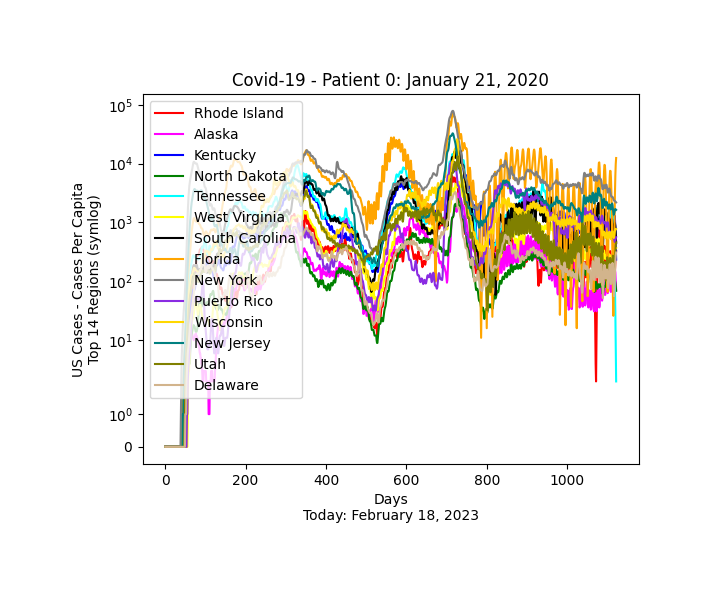 Covid-19 - Patient 0: January 21, 2020
US Cases - Cases Per Capita
Top 14 Regions (symlog)
10^5
10^4
10^3
10^2
10^1
10^0
0
Rhode Island
Alaska
Kentucky
North Dakota
Tennessee
West Virginia
South Carolina
Florida
New York
Puerto Rico
Wisconsin
New Jersey
Utah
Delaware
0 200 400 600 800 1000
Days
Today: February 18, 2023